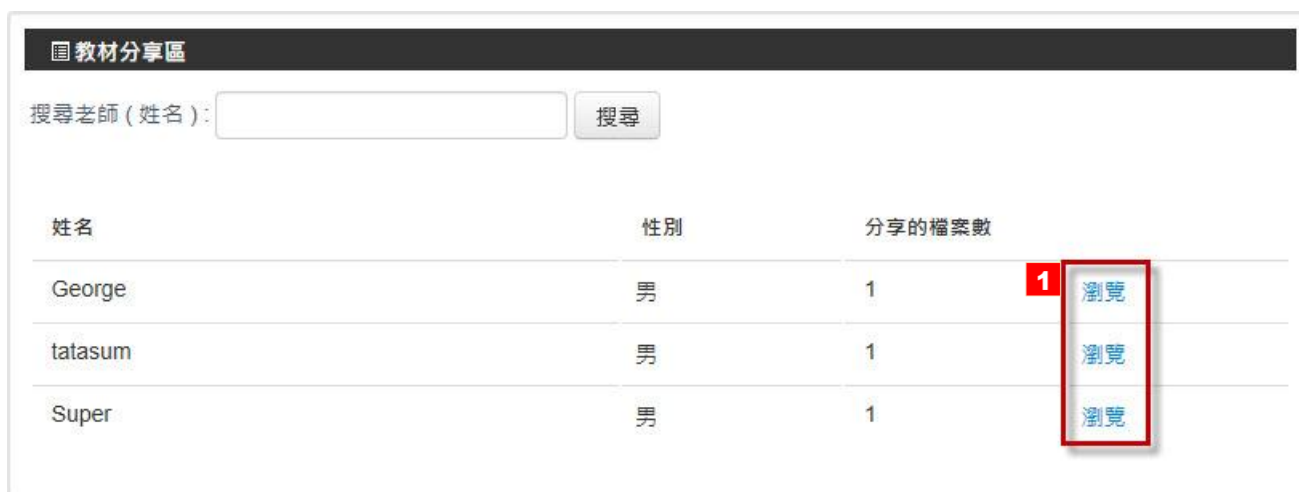 教材分享區
搜尋老師 ( 姓名 ) : 搜尋
姓名 性別 分享的檔案數
George 男 1 1 瀏覽
tatasum 男 1 瀏覽
Super 男 1 瀏覽